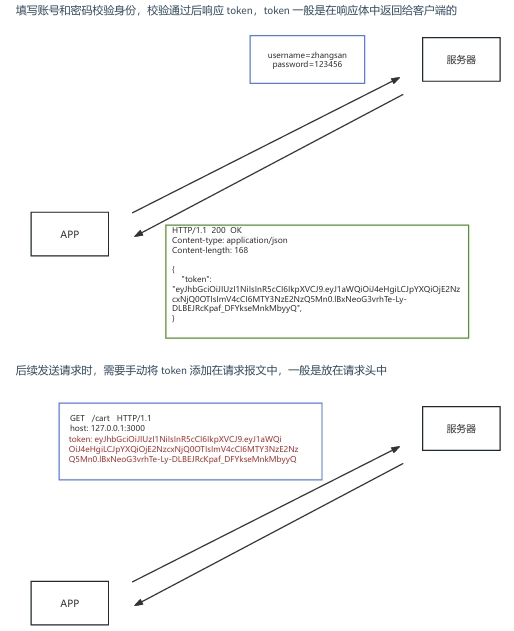 填写账号和密码校验身份，校验通过后响应 token，token 一般是在响应体中返回给客户端的
username=zhangsan
password=123456
服务器
APP
HTTP/1.1 200 OK
Content-type: application/json
Content-length: 168
{
"token":
"eyJhbGciOiJIUzI1NiIsInR5cCI6IkpXVCJ9.eyJ1aWQiOiJ4eHgiLCJpYXQiOjE2Nz
cxNjQ0OTIsImV4cCI6MTY3NzE2NzQ5Mn0.lBxNeoG3vrhTe-Ly-
DLBEJRcKpaf_DFYkseMnkMbyyQ",
}
后续发送请求时，需要手动将 token 添加在请求报文中，一般是放在请求头中
GET /cart HTTP/1.1
host: 127.0.0.1:3000
token: eyJhbGciOiJIUzI1NiIsInR5cCI6IkpXVCJ9.eyJ1aWQi
OiJ4eHgiLCJpYXQiOjE2NzcxNjQ0OTIsImV4cCI6MTY3NzE2Nz
Q5Mn0.lBxNeoG3vrhTe-Ly-DLBEJRcKpaf_DFYkseMnkMbyyQ
服务器
APP